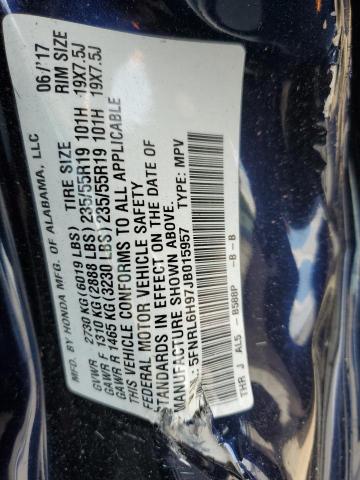 MFD. BY HONDA MFG. OF ALABAMA, LLC 06/'17
TIRE SIZE RIM SIZE
GVWR 2730 KG(6019 LBS)
GAWR F 1310 KG(2888 LBS) 235/55R19 101H 19X7.5J
GAWR R 1465 KG(3230 LBS) 235/55R19 101H 19X7.5J
THIS VEHICLE CONFORMS TO ALL APPLICABLE
FEDERAL MOTOR VEHICLE SAFETY
STANDARDS IN EFFECT ON THE DATE OF
MANUFACTURE SHOWN ABOVE.
5FNRL6H97JB015957 TYPE: MPV
THR J AL5 - B588P - B - B